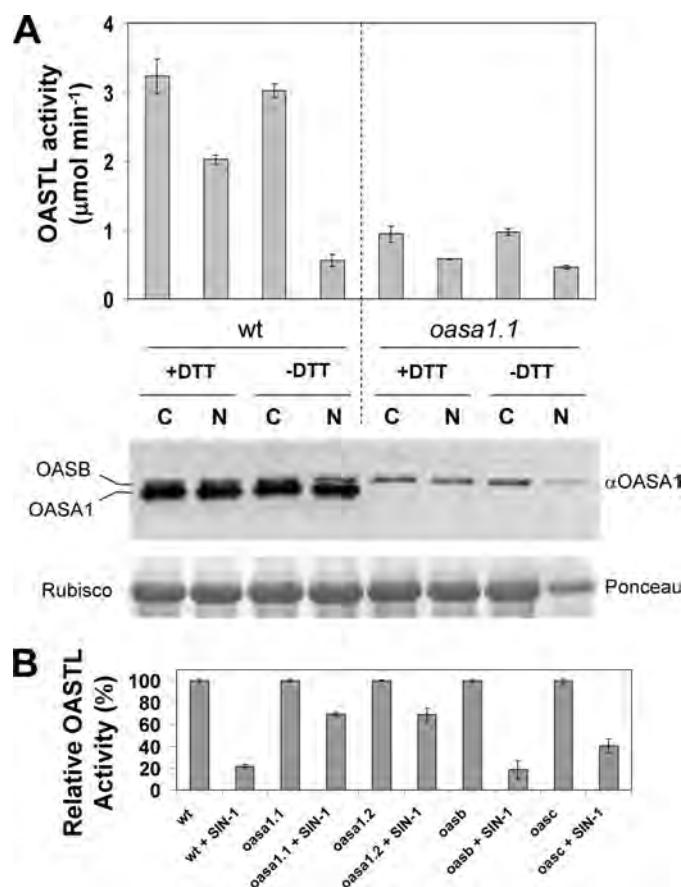 A
OASTL activity
(µmol min-1)
4
3
2
1
0
wt
oasa1.1
+DTT
-DTT
+DTT
-DTT
C
N
C
N
C
N
C
N
OASB
OASA1
αOASA1
Rubisco
Ponceau
B
Relative OASTL
Activity (%)
100
80
60
40
20
0
wt
wt + SIN-1
oasa1.1
oasa1.1 + SIN-1
oasa1.2
oasa1.2 + SIN-1
oasb
oasb + SIN-1
oasc
oasc + SIN-1